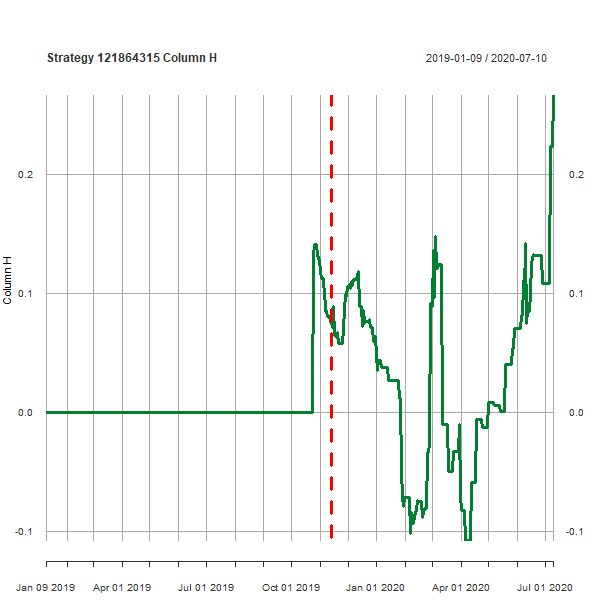 Strategy 121864315 Column H
2019-01-09 / 2020-07-10
Column H
0.2
0.2
0.1
0.1
0.0
0.0
-0.1
-0.1
Jan 09 2019
Apr 01 2019
Jul 01 2019
Oct 01 2019
Jan 01 2020
Apr 01 2020
Jul 01 2020